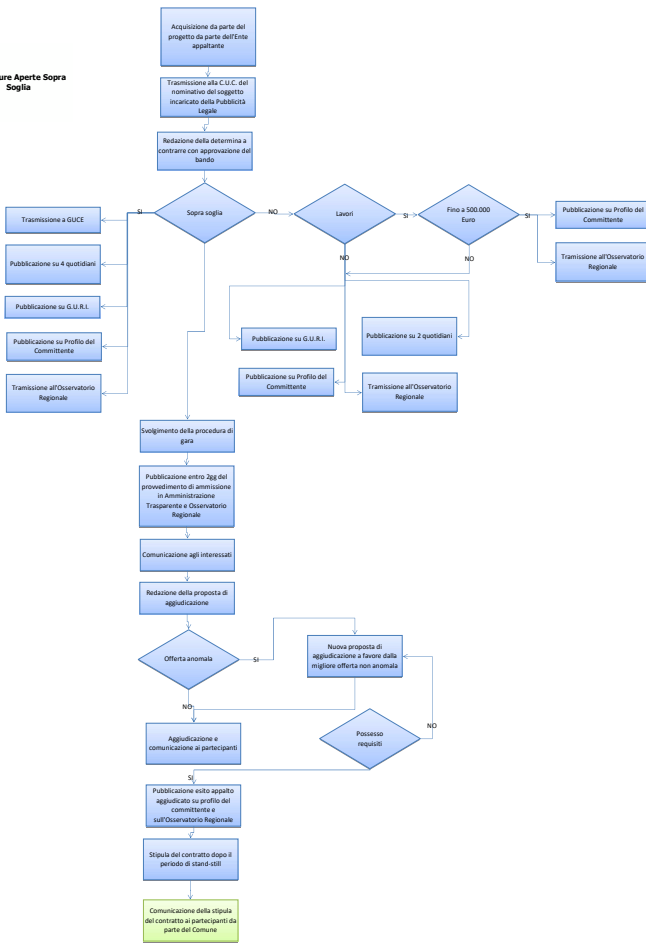 Acquisizione da parte del
progetto da parte dell'Ente
appaltante
ure Aperte Sopra
Soglia
Trasmissione alla C.U.C. del
nominativo del soggetto
incaricato della Pubblicità
Legale
Redazione della determina a
contrarre con approvazione del
bando
SI
Sopra soglia
NO
Lavori
SI
Fino a 500.000
Euro
SI
Pubblicazione su Profilo del
Committente
Tramissione all'Osservatorio
Regionale
Trasmissione a GUCE
Pubblicazione su 4 quotidiani
Pubblicazione su G.U.R.I.
Pubblicazione su Profilo del
Committente
Tramissione all'Osservatorio
Regionale
NO
NO
Pubblicazione su G.U.R.I.
Pubblicazione su 2 quotidiani
Pubblicazione su Profilo del
Committente
Tramissione all'Osservatorio
Regionale
Svolgimento della procedura di
gara
Pubblicazione entro 2gg del
provvedimento di ammissione
in Amministrazione
Trasparente e Osservatorio
Regionale
Comunicazione agli interessati
Redazione della proposta di
aggiudicazione
Offerta anomala
SI
Nuova proposta di
aggiudicazione a favore dalla
migliore offerta non anomala
NO
Aggiudicazione e
comunicazione ai partecipanti
Possesso
requisiti
NO
SI
Pubblicazione esito appalto
aggiudicato su profilo del
committente e
sull'Osservatorio Regionale
Stipula del contratto dopo il
periodo di stand-still
Comunicazione della stipula
del contratto ai partecipanti da
parte del Comune